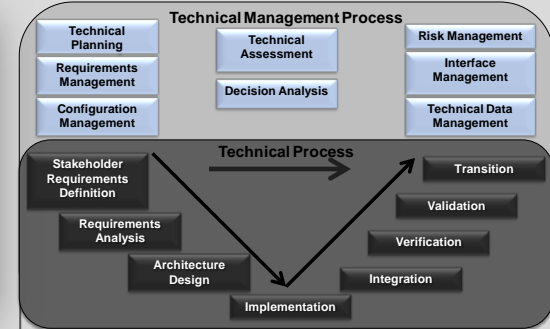 Technical Management Process
Technical
Planning
Requirements
Management
Configuration
Management
Technical
Assessment
Decision Analysis
Risk Management
Interface
Management
Technical Data
Management
Technical Process
Stakeholder
Requirements
Definition
Requirements
Analysis
Architecture
Design
Implementation
Integration
Verification
Validation
Transition